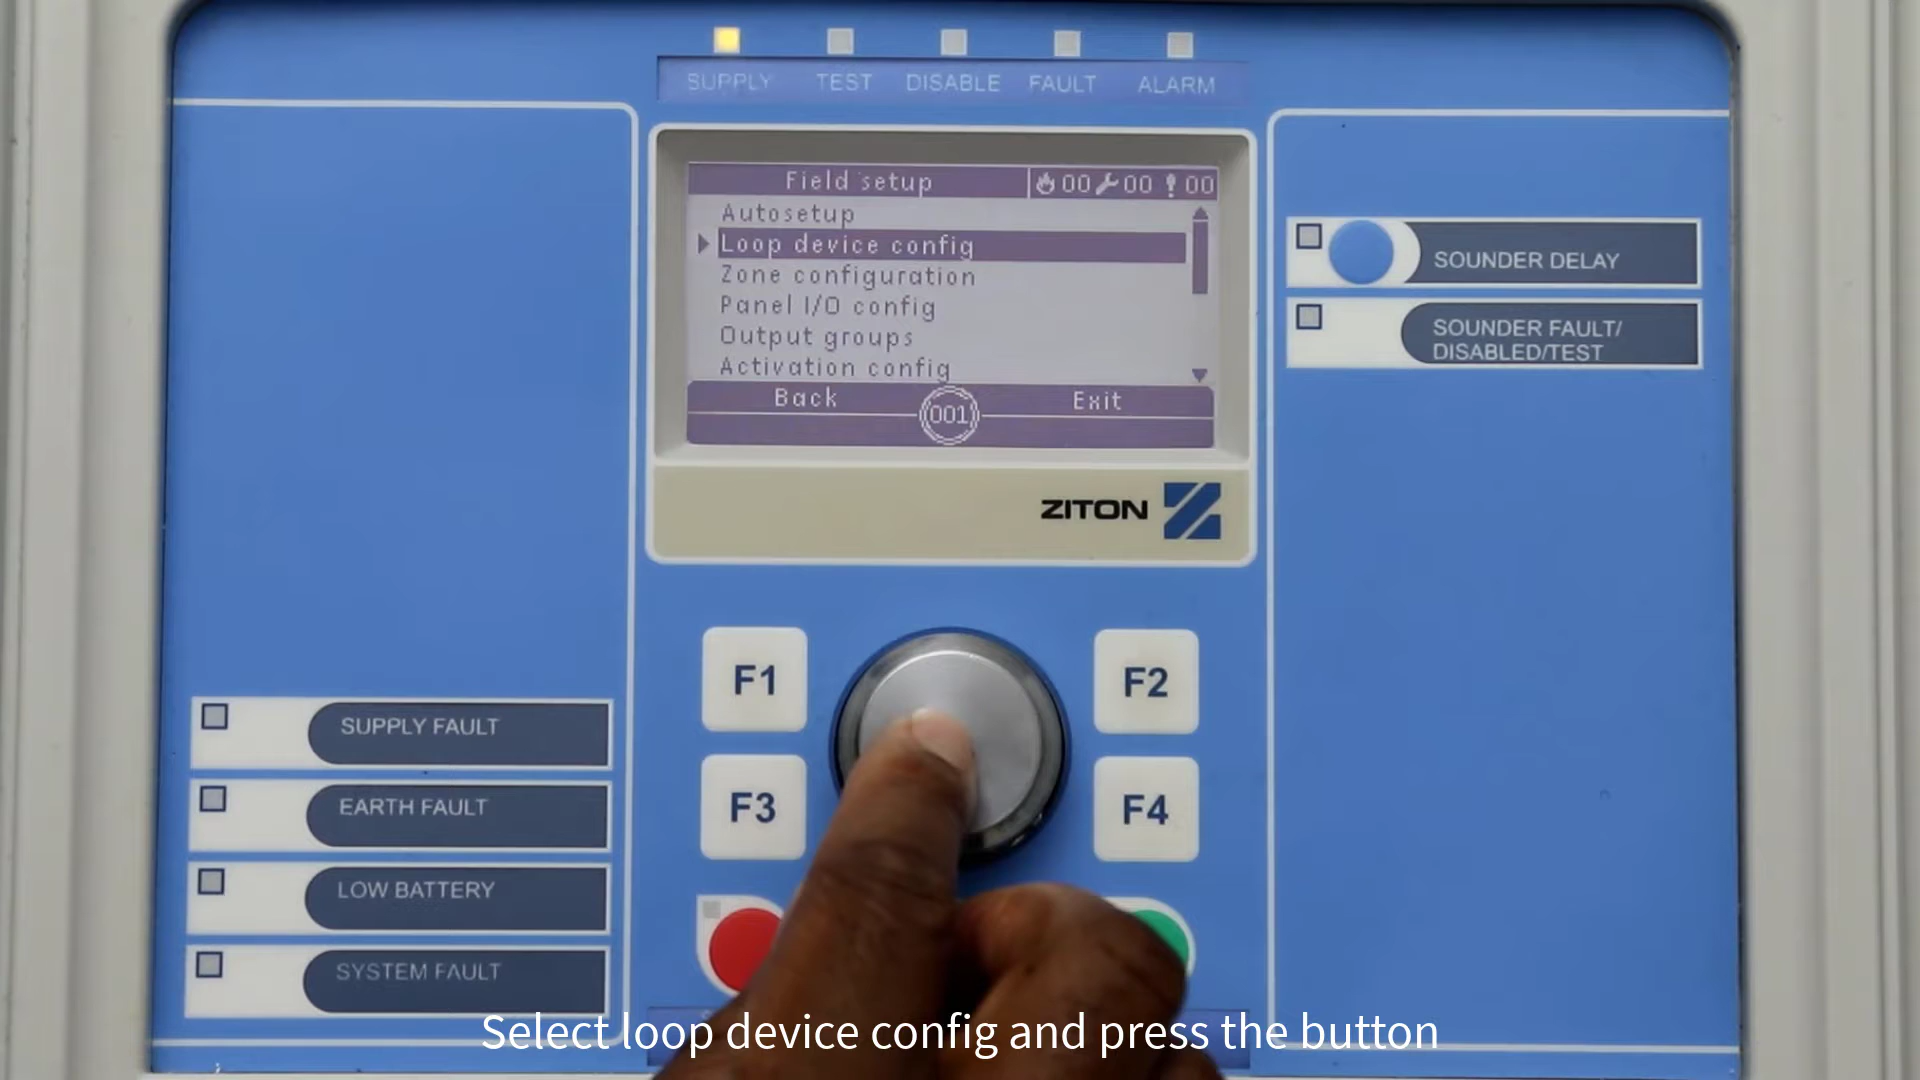 SUPPLY TEST DISABLE FAULT ALARM
Field setup 00 00 00
Autosetup
Loop device config
Zone configuration
Panel I/O config
Output groups
Activation config
Back 001 Exit
ZITON
SOUNDER DELAY
SOUNDER FAULT/
DISABLED/TEST
F1 F2
F3 F4
SUPPLY FAULT
EARTH FAULT
LOW BATTERY
SYSTEM FAULT
Select loop device config and press the button